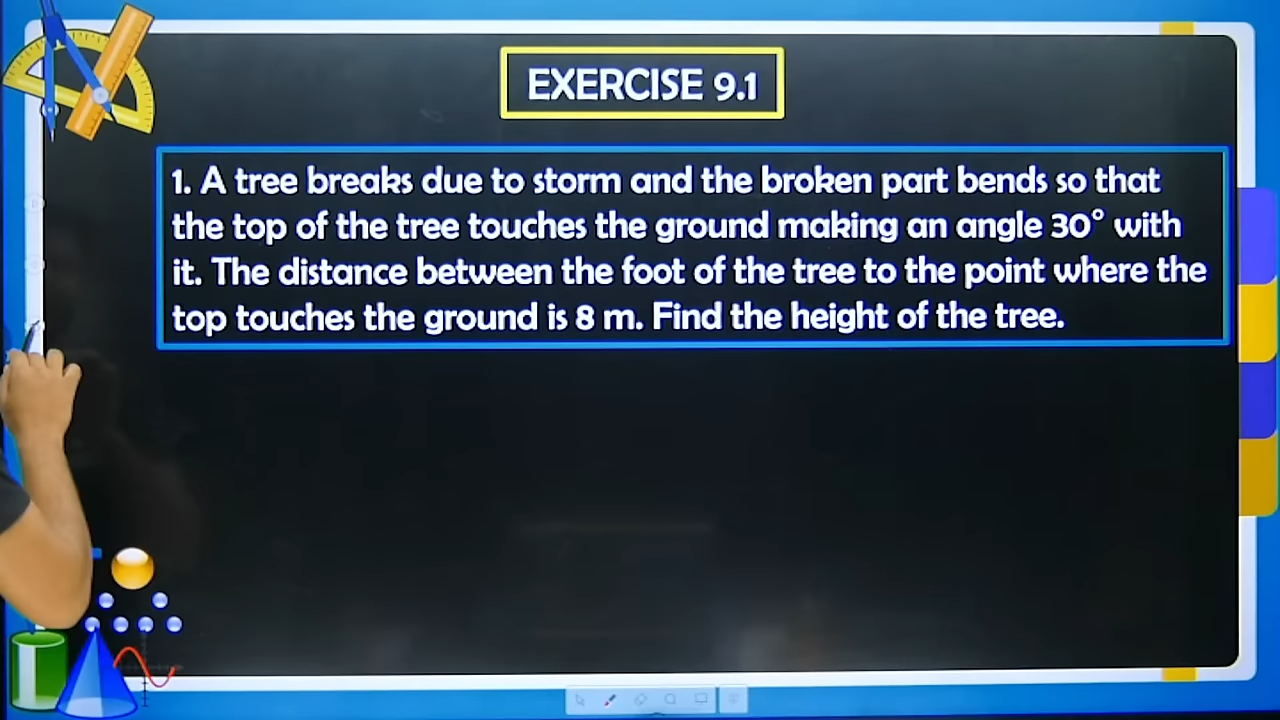 EXERCISE 9.1
1. A tree breaks due to storm and the broken part bends so that
the top of the tree touches the ground making an angle 30° with
it. The distance between the foot of the tree to the point where the
top touches the ground is 8 m. Find the height of the tree.